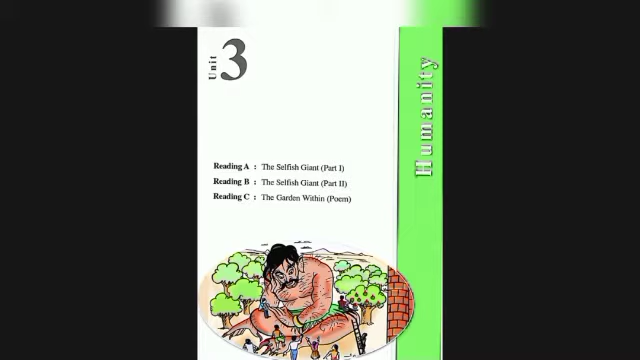 Unit
3
Humanity
Reading A : The Selfish Giant (Part I)
Reading B : The Selfish Giant (Part II)
Reading C : The Garden Within (Poem)